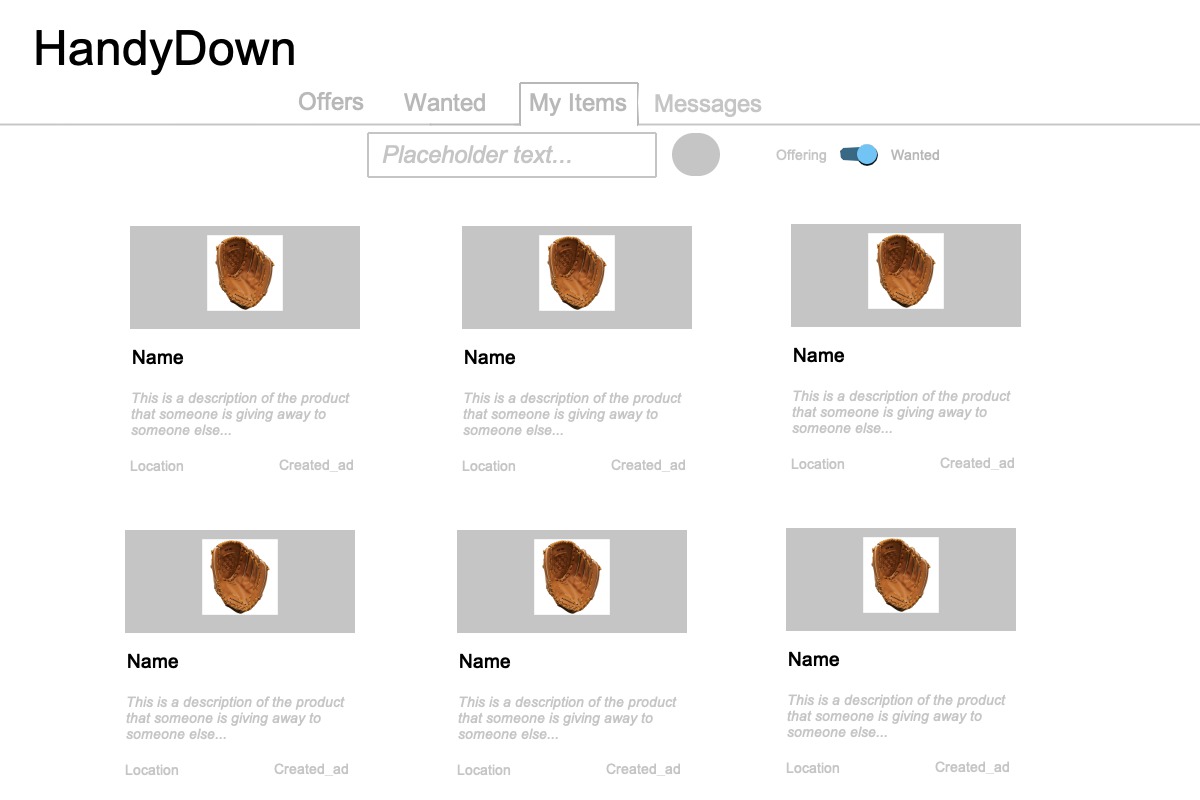 HandyDown
Offers Wanted My Items Messages
Placeholder text... Offering Wanted
Name
This is a description of the product
that someone is giving away to
someone else...
Location Created_ad
Name
This is a description of the product
that someone is giving away to
someone else...
Location Created_ad
Name
This is a description of the product
that someone is giving away to
someone else...
Location Created_ad
Name
This is a description of the product
that someone is giving away to
someone else...
Location Created_ad
Name
This is a description of the product
that someone is giving away to
someone else...
Location Created_ad
Name
This is a description of the product
that someone is giving away to
someone else...
Location Created_ad